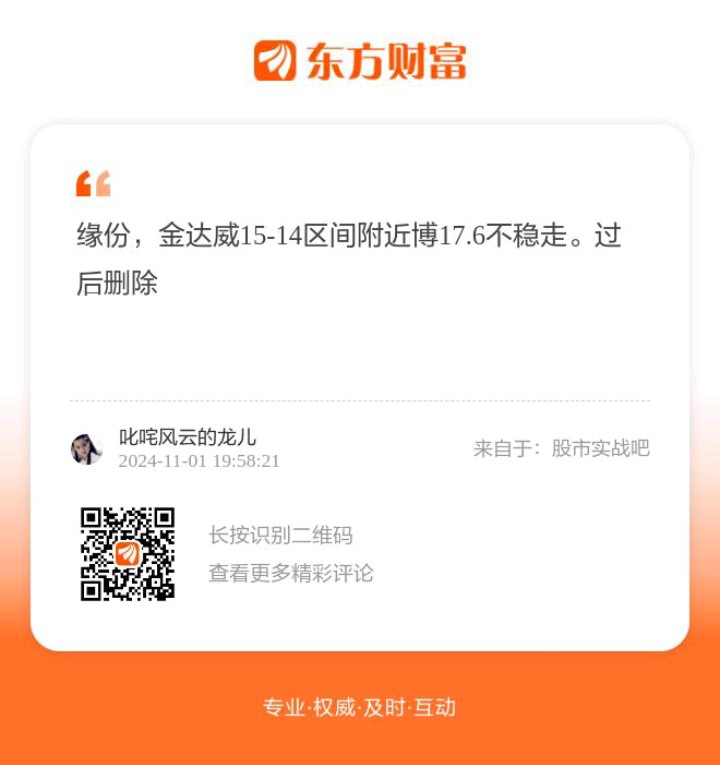 东方财富
缘份，金达威15-14区间附近博17.6不稳走。过
后删除
叱咤风云的龙儿
2024-11-01 19:58:21
来自于：股市实战吧
长按识别二维码
查看更多精彩评论
专业·权威·及时·互动